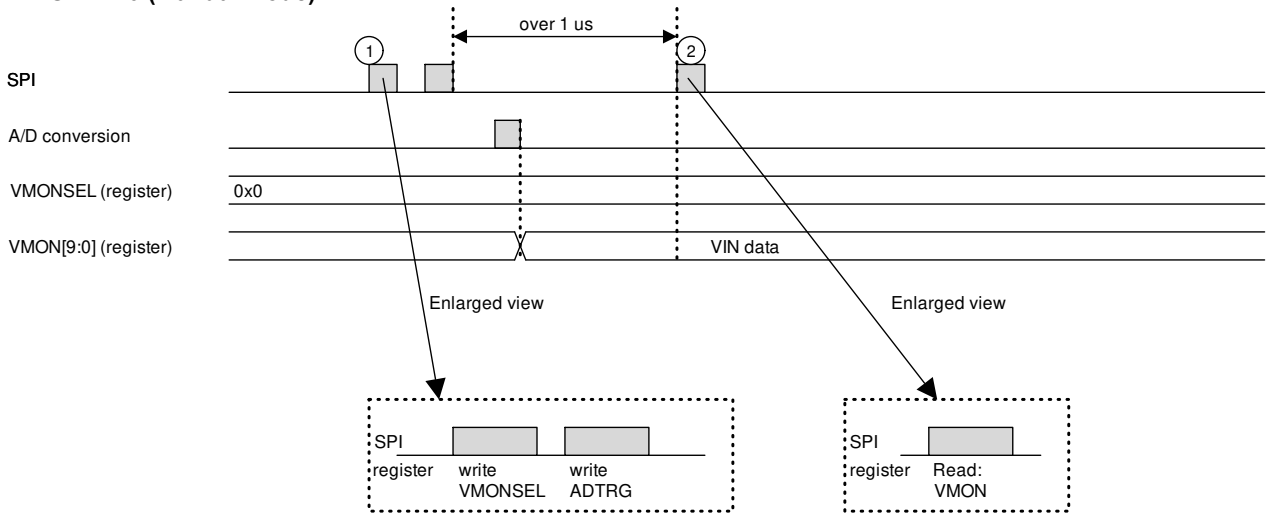 over 1 us
1
2
SPI
A/D conversion
VMONSEL (register)
0x0
VMON[9:0] (register)
VIN data
Enlarged view
Enlarged view
SPI
register
write
VMONSEL
write
ADTRG
SPI
register
Read:
VMON